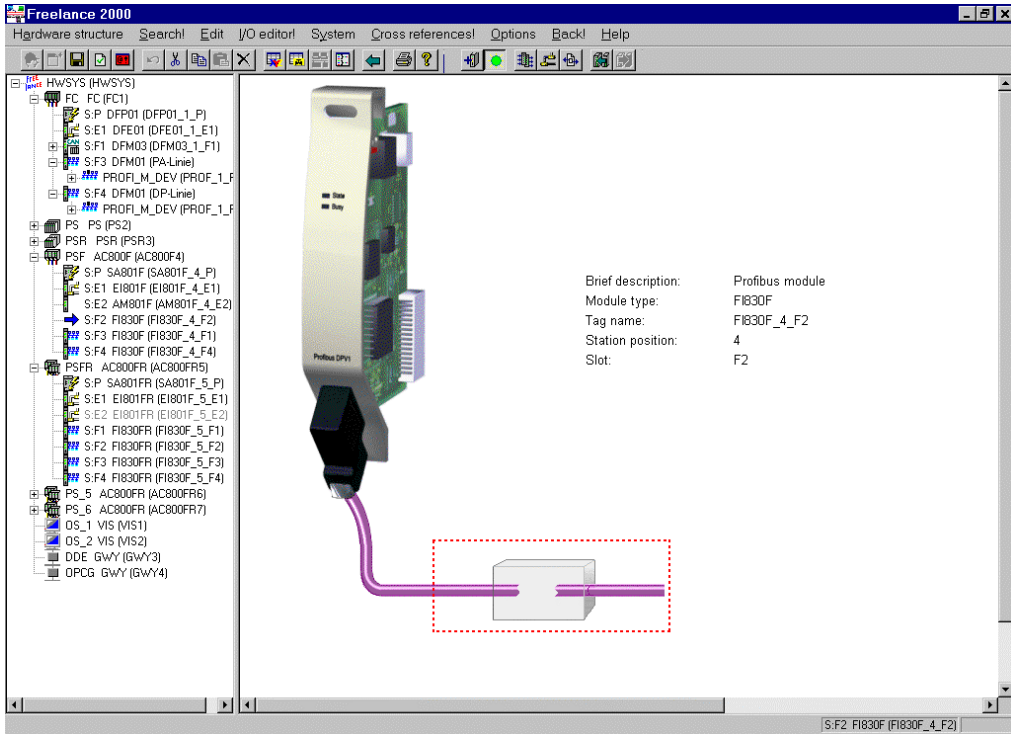 Freelance 2000
Hardware structure Search! Edit I/O editor! System Cross references! Options Back! Help
HWSYS (HWSYS)
FC FC (FC1)
S:P DFP01 (DFP01_1_P)
S:E1 DFE01 (DFE01_1_E1)
S:F1 DFM03 (DFM03_1_F1)
S:F3 DFM01 (PA-Linie)
PROFI_M_DEV (PROF_1_F
S:F4 DFM01 (DP-Linie)
PROFI_M_DEV (PROF_1_F
PS PS (PS2)
PSR PSR (PSR3)
PSF AC800F (AC800F4)
S:P SA801F (SA801F_4_P)
S:E1 EI801F (EI801F_4_E1)
S:E2 AM801F (AM801F_4_E2)
S:F2 FI830F (FI830F_4_F2)
S:F3 FI830F (FI830F_4_F1)
S:F4 FI830F (FI830F_4_F4)
PSFR AC800FR (AC800FR5)
S:P SA801FR (SA801F_5_P)
S:E1 EI801FR (EI801F_5_E1)
S:E2 EI801FR (EI801F_5_E2)
S:F1 FI830FR (FI830F_5_F1)
S:F2 FI830FR (FI830F_5_F2)
S:F3 FI830FR (FI830F_5_F3)
S:F4 FI830FR (FI830F_5_F4)
PS_5 AC800FR (AC800FR6)
PS_6 AC800FR (AC800FR7)
OS_1 VIS (VIS1)
OS_2 VIS (VIS2)
DDE GWY (GWY3)
OPCG GWY (GWY4)
State
Busy
Profibus DPV1
Brief description: Profibus module
Module type: FI830F
Tag name: FI830F_4_F2
Station position: 4
Slot: F2
S:F2 FI830F (FI830F_4_F2)